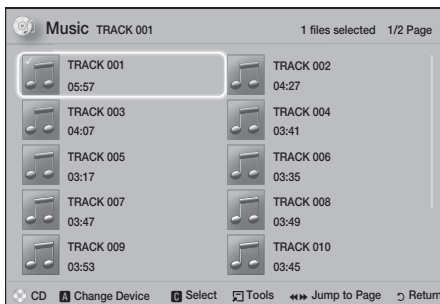 Music TRACK 001 1 files selected 1/2 Page
TRACK 001 TRACK 002
05:57 04:27
TRACK 003 TRACK 004
04:07 03:41
TRACK 005 TRACK 006
03:17 03:35
TRACK 007 TRACK 008
03:47 03:49
TRACK 009 TRACK 010
03:53 03:45
CD A Change Device C Select Tools Jump to Page Return